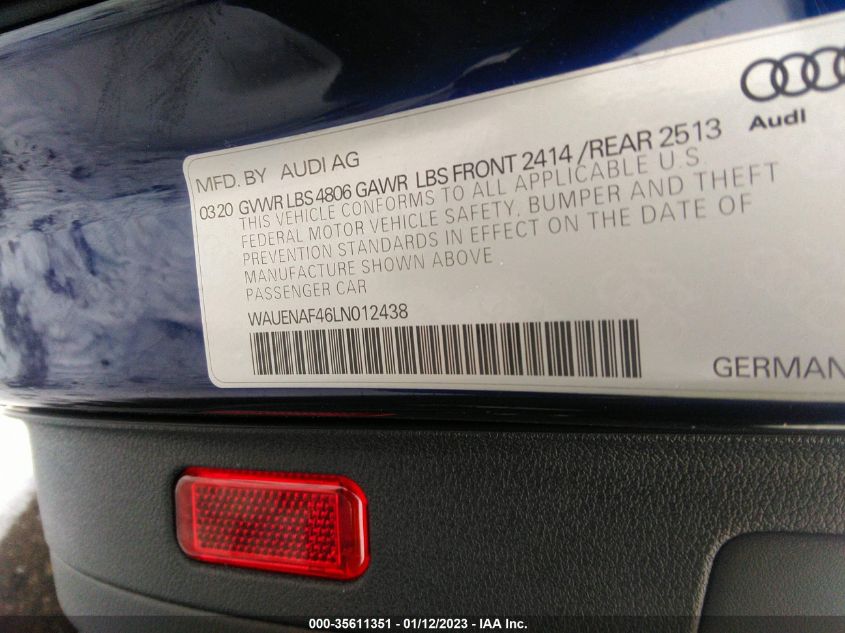 Audi
MFD. BY AUDI AG
03 20 GVWR LBS 4806 GAWR LBS FRONT 2414 / REAR 2513
THIS VEHICLE CONFORMS TO ALL APPLICABLE U.S.
FEDERAL MOTOR VEHICLE SAFETY, BUMPER AND THEFT
PREVENTION STANDARDS IN EFFECT ON THE DATE OF
MANUFACTURE SHOWN ABOVE
PASSENGER CAR
WAUENAF46LN012438
GERMAN
000-35611351 - 01/12/2023 - IAA Inc.